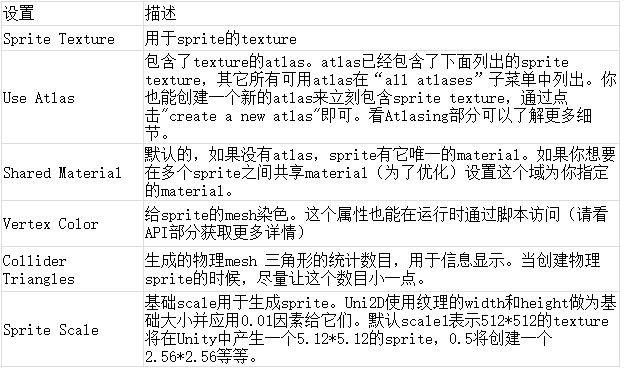 设置 描述
Sprite Texture 用于sprite的texture
包含了texture的atlas。atlas已经包含了下面列出的sprite
texture，其它所有可用atlas在“all atlases”子菜单中列出。你
Use Atlas 也能创建一个新的atlas来立刻包含sprite texture，通过点
击"create a new atlas"即可。看Atlasing部分可以了解更多细
节。
默认的，如果没有atlas，sprite有它唯一的material。如果你想要
Shared Material 在多个sprite之间共享material（为了优化）设置这个域为你指定
的material。
Vertex Color 给sprite的mesh染色。这个属性也能在运行时通过脚本访问（请看
API部分获取更多详情）
Collider 生成的物理mesh 三角形的统计数目，用于信息显示。当创建物理
Triangles sprite的时候，尽量让这个数目小一点。
基础scale用于生成sprite。Uni2D使用纹理的width和height做为基
Sprite Scale 础大小并应用0.01因素给它们。默认scale1表示512*512的texture
将在Unity中产生一个5.12*5.12的sprite，0.5将创建一个
2.56*2.56等等。